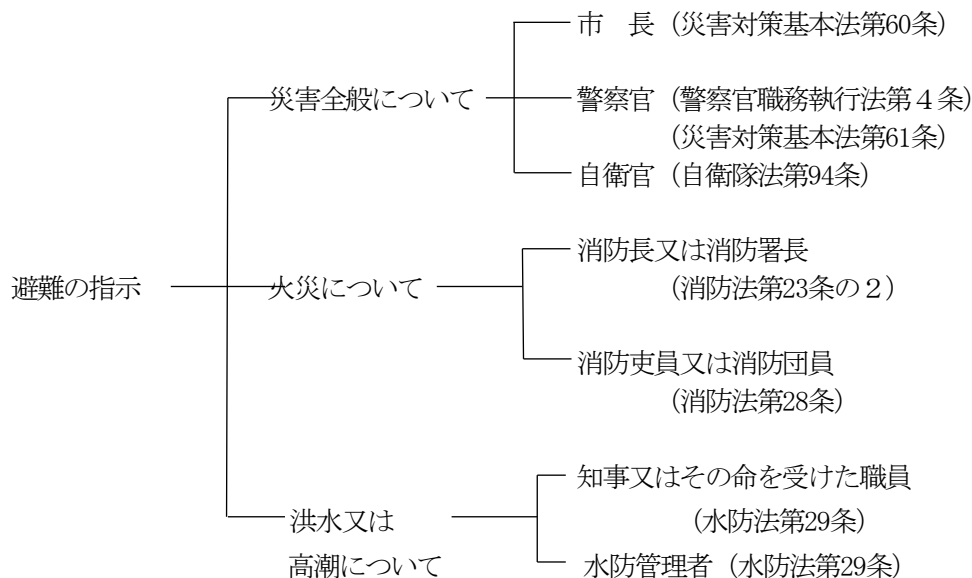 市　長（災害対策基本法第60条）
災害全般について
警察官（警察官職務執行法第４条）
（災害対策基本法第61条）
自衛官（自衛隊法第94条）
消防長又は消防署長
避難の指示
火災について
（消防法第23条の２）
消防吏員又は消防団員
（消防法第28条）
知事又はその命を受けた職員
洪水又は
（水防法第29条）
高潮について
水防管理者（水防法第29条）